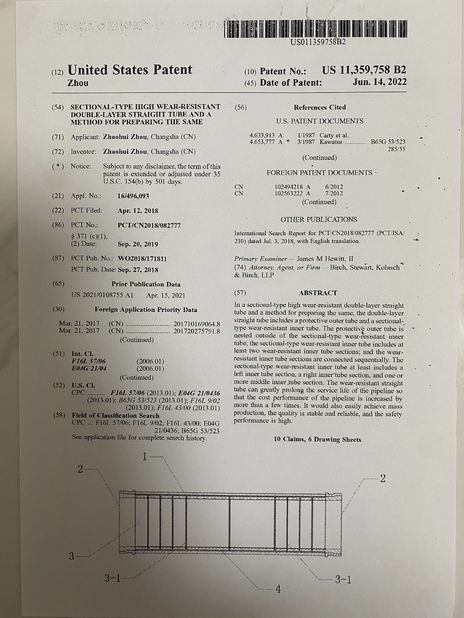 US011359758B2
(12) United States Patent
Zhou
(10) Patent No.: US 11,359,758 B2
(45) Date of Patent: Jun. 14, 2022
(54) SECTIONAL-TYPE HIGH WEAR-RESISTANT
DOUBLE-LAYER STRAIGHT TUBE AND A
METHOD FOR PREPARING THE SAME
(71) Applicant: Zhaohui Zhou, Changsha (CN)
(72) Inventor: Zhaohui Zhou, Changsha (CN)
(*) Notice: Subject to any disclaimer, the term of this
patent is extended or adjusted under 35
U.S.C. 154(b) by 501 days.
(21) Appl. No.: 16/496,093
(22) PCT Filed: Apr. 12, 2018
(86) PCT No.: PCT/CN2018/082777
§ 371 (c)(1),
(2) Date: Sep. 20, 2019
(87) PCT Pub. No.: WO2018/171811
PCT Pub. Date: Sep. 27, 2018
(65) Prior Publication Data
US 2021/0108755 A1 Apr. 15, 2021
(30) Foreign Application Priority Data
Mar. 21, 2017 (CN) .......................... 201710169064.8
Mar. 21, 2017 (CN) .......................... 201720275791.8
(Continued)
(51) Int. Cl.
F16L 57/06 (2006.01)
E04G 21/04 (2006.01)
(Continued)
(52) U.S. Cl.
CPC .......... F16L 57/06 (2013.01); E04G 21/0436
(2013.01); B65G 53/523 (2013.01); F16L 9/02
(2013.01); F16L 43/00 (2013.01)
(58) Field of Classification Search
CPC ... F16L 57/06; F16L 9/02; F16L 43/00; E04G
21/0436; B65G 53/523
See application file for complete search history.
(56) References Cited
U.S. PATENT DOCUMENTS
4,633,913 A 1/1987 Carty et al.
4,653,777 A * 3/1987 Kawatsu ........ B65G 53/523
285/55
(Continued)
FOREIGN PATENT DOCUMENTS
CN 102494218 A 6/2012
CN 102563222 A 7/2012
(Continued)
OTHER PUBLICATIONS
International Search Report for PCT/CN2018/082777 (PCT/ISA/
210) dated Jul. 3, 2018, with English translation.
Primary Examiner — James M Hewitt, II
(74) Attorney, Agent, or Firm — Birch, Stewart, Kolasch
& Birch, LLP
(57) ABSTRACT
In a sectional-type high wear-resistant double-layer straight
tube and a method for preparing the same, the double-layer
straight tube includes a protective outer tube and a sectional-
type wear-resistant inner tube. The protective outer tube is
nested outside of the sectional-type wear-resistant inner
tube; the sectional-type wear-resistant inner tube includes at
least two wear-resistant inner tube sections; and the wear-
resistant inner tube sections are connected sequentially. The
sectional-type wear-resistant inner tube at least includes a
left inner tube section, a right inner tube section, and one or
more middle inner tube section. The wear-resistant straight
tube can greatly prolong the service life of the pipeline so
that the cost performance of the pipeline is increased by
more than a few times. It would also easily achieve mass
production, the quality is stable and reliable, and the safety
performance is high.
10 Claims, 6 Drawing Sheets
1
2
2
3
3-1
4
3-1